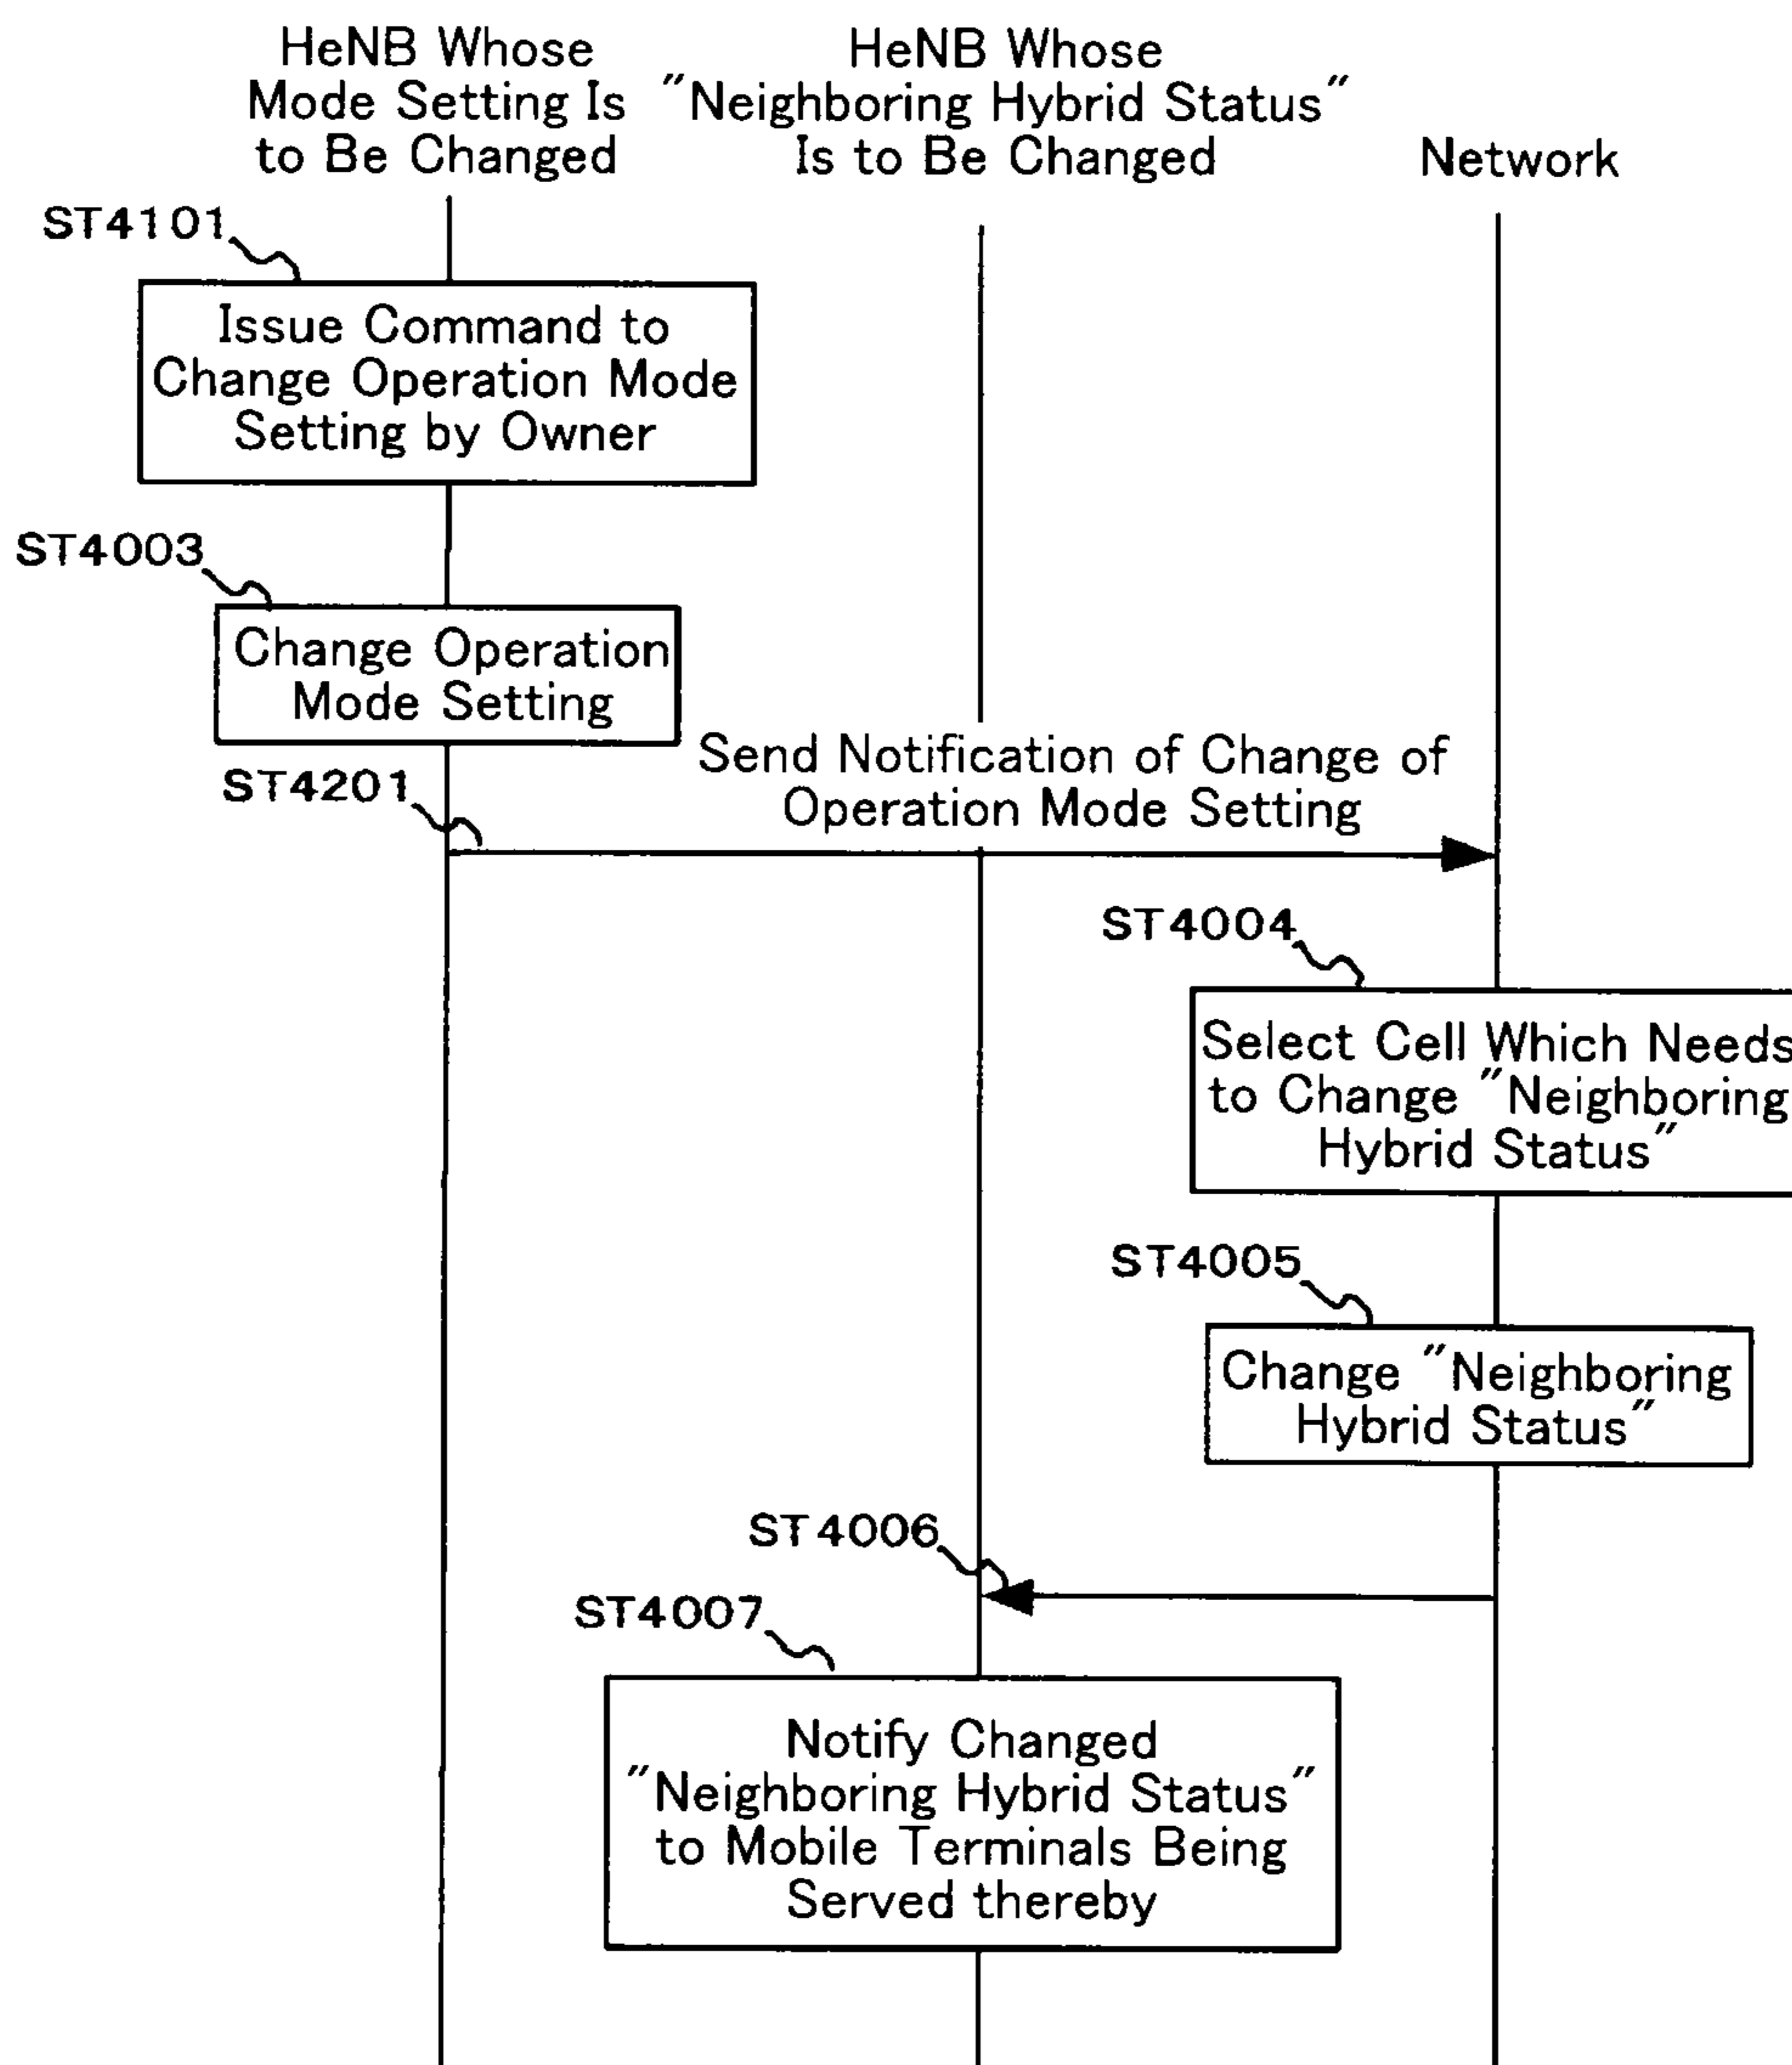 HeNB Whose
Mode Setting Is
to Be Changed
HeNB Whose
"Neighboring Hybrid Status"
Is to Be Changed
Network
ST4101
Issue Command to
Change Operation Mode
Setting by Owner
ST4003
Change Operation
Mode Setting
ST4201
Send Notification of Change of
Operation Mode Setting
ST4004
Select Cell Which Needs
to Change "Neighboring
Hybrid Status"
ST4005
Change "Neighboring
Hybrid Status"
ST4006
ST4007
Notify Changed
"Neighboring Hybrid Status"
to Mobile Terminals Being
Served thereby